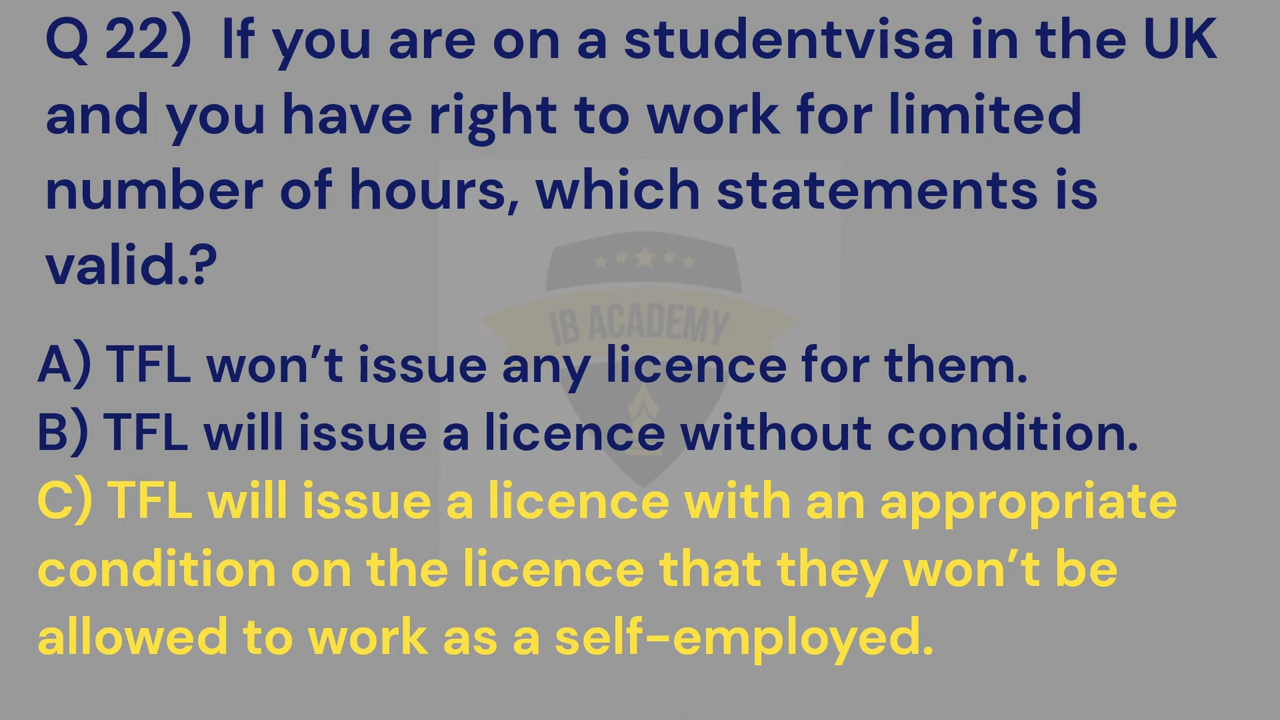 Q 22)  If you are on a studentvisa in the UK
and you have right to work for limited
number of hours, which statements is
valid.?
IB ACADEMY
A) TFL won’t issue any licence for them.
B) TFL will issue a licence without condition.
C) TFL will issue a licence with an appropriate
condition on the licence that they won’t be
allowed to work as a self-employed.